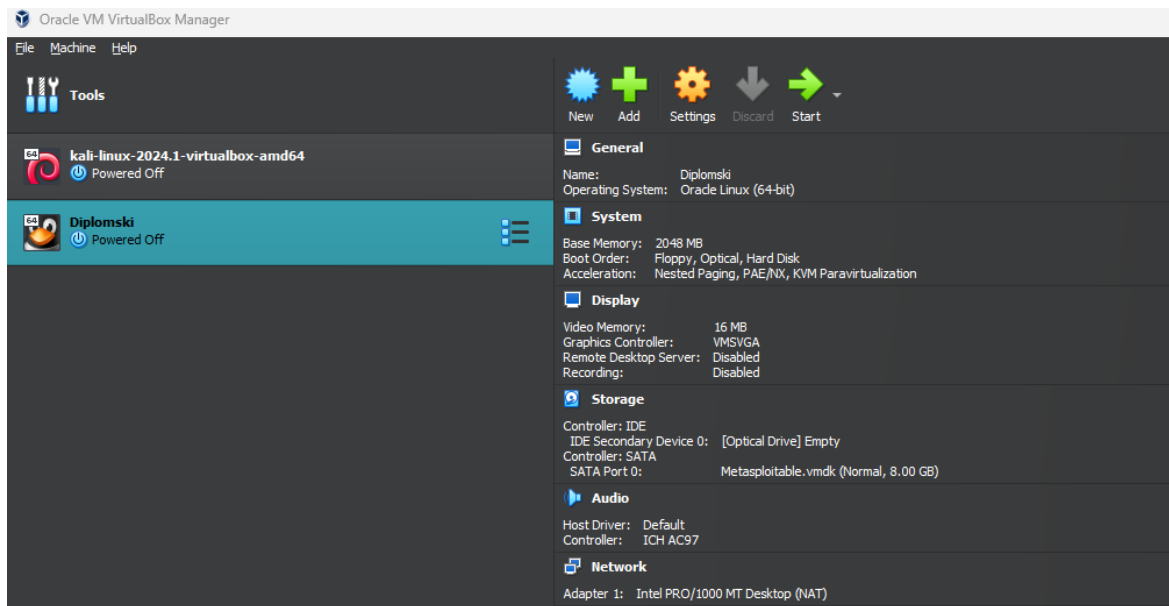 Oracle VM VirtualBox Manager
File Machine Help
Tools
New Add Settings Discard Start
64
kali-linux-2024.1-virtualbox-amd64
Powered Off
64
Diplomski
Powered Off
General
Name: Diplomski
Operating System: Oracle Linux (64-bit)
System
Base Memory: 2048 MB
Boot Order: Floppy, Optical, Hard Disk
Acceleration: Nested Paging, PAE/NX, KVM Paravirtualization
Display
Video Memory: 16 MB
Graphics Controller: VMSVGA
Remote Desktop Server: Disabled
Recording: Disabled
Storage
Controller: IDE
IDE Secondary Device 0: [Optical Drive] Empty
Controller: SATA
SATA Port 0: Metasploitable.vmdk (Normal, 8.00 GB)
Audio
Host Driver: Default
Controller: ICH AC97
Network
Adapter 1: Intel PRO/1000 MT Desktop (NAT)